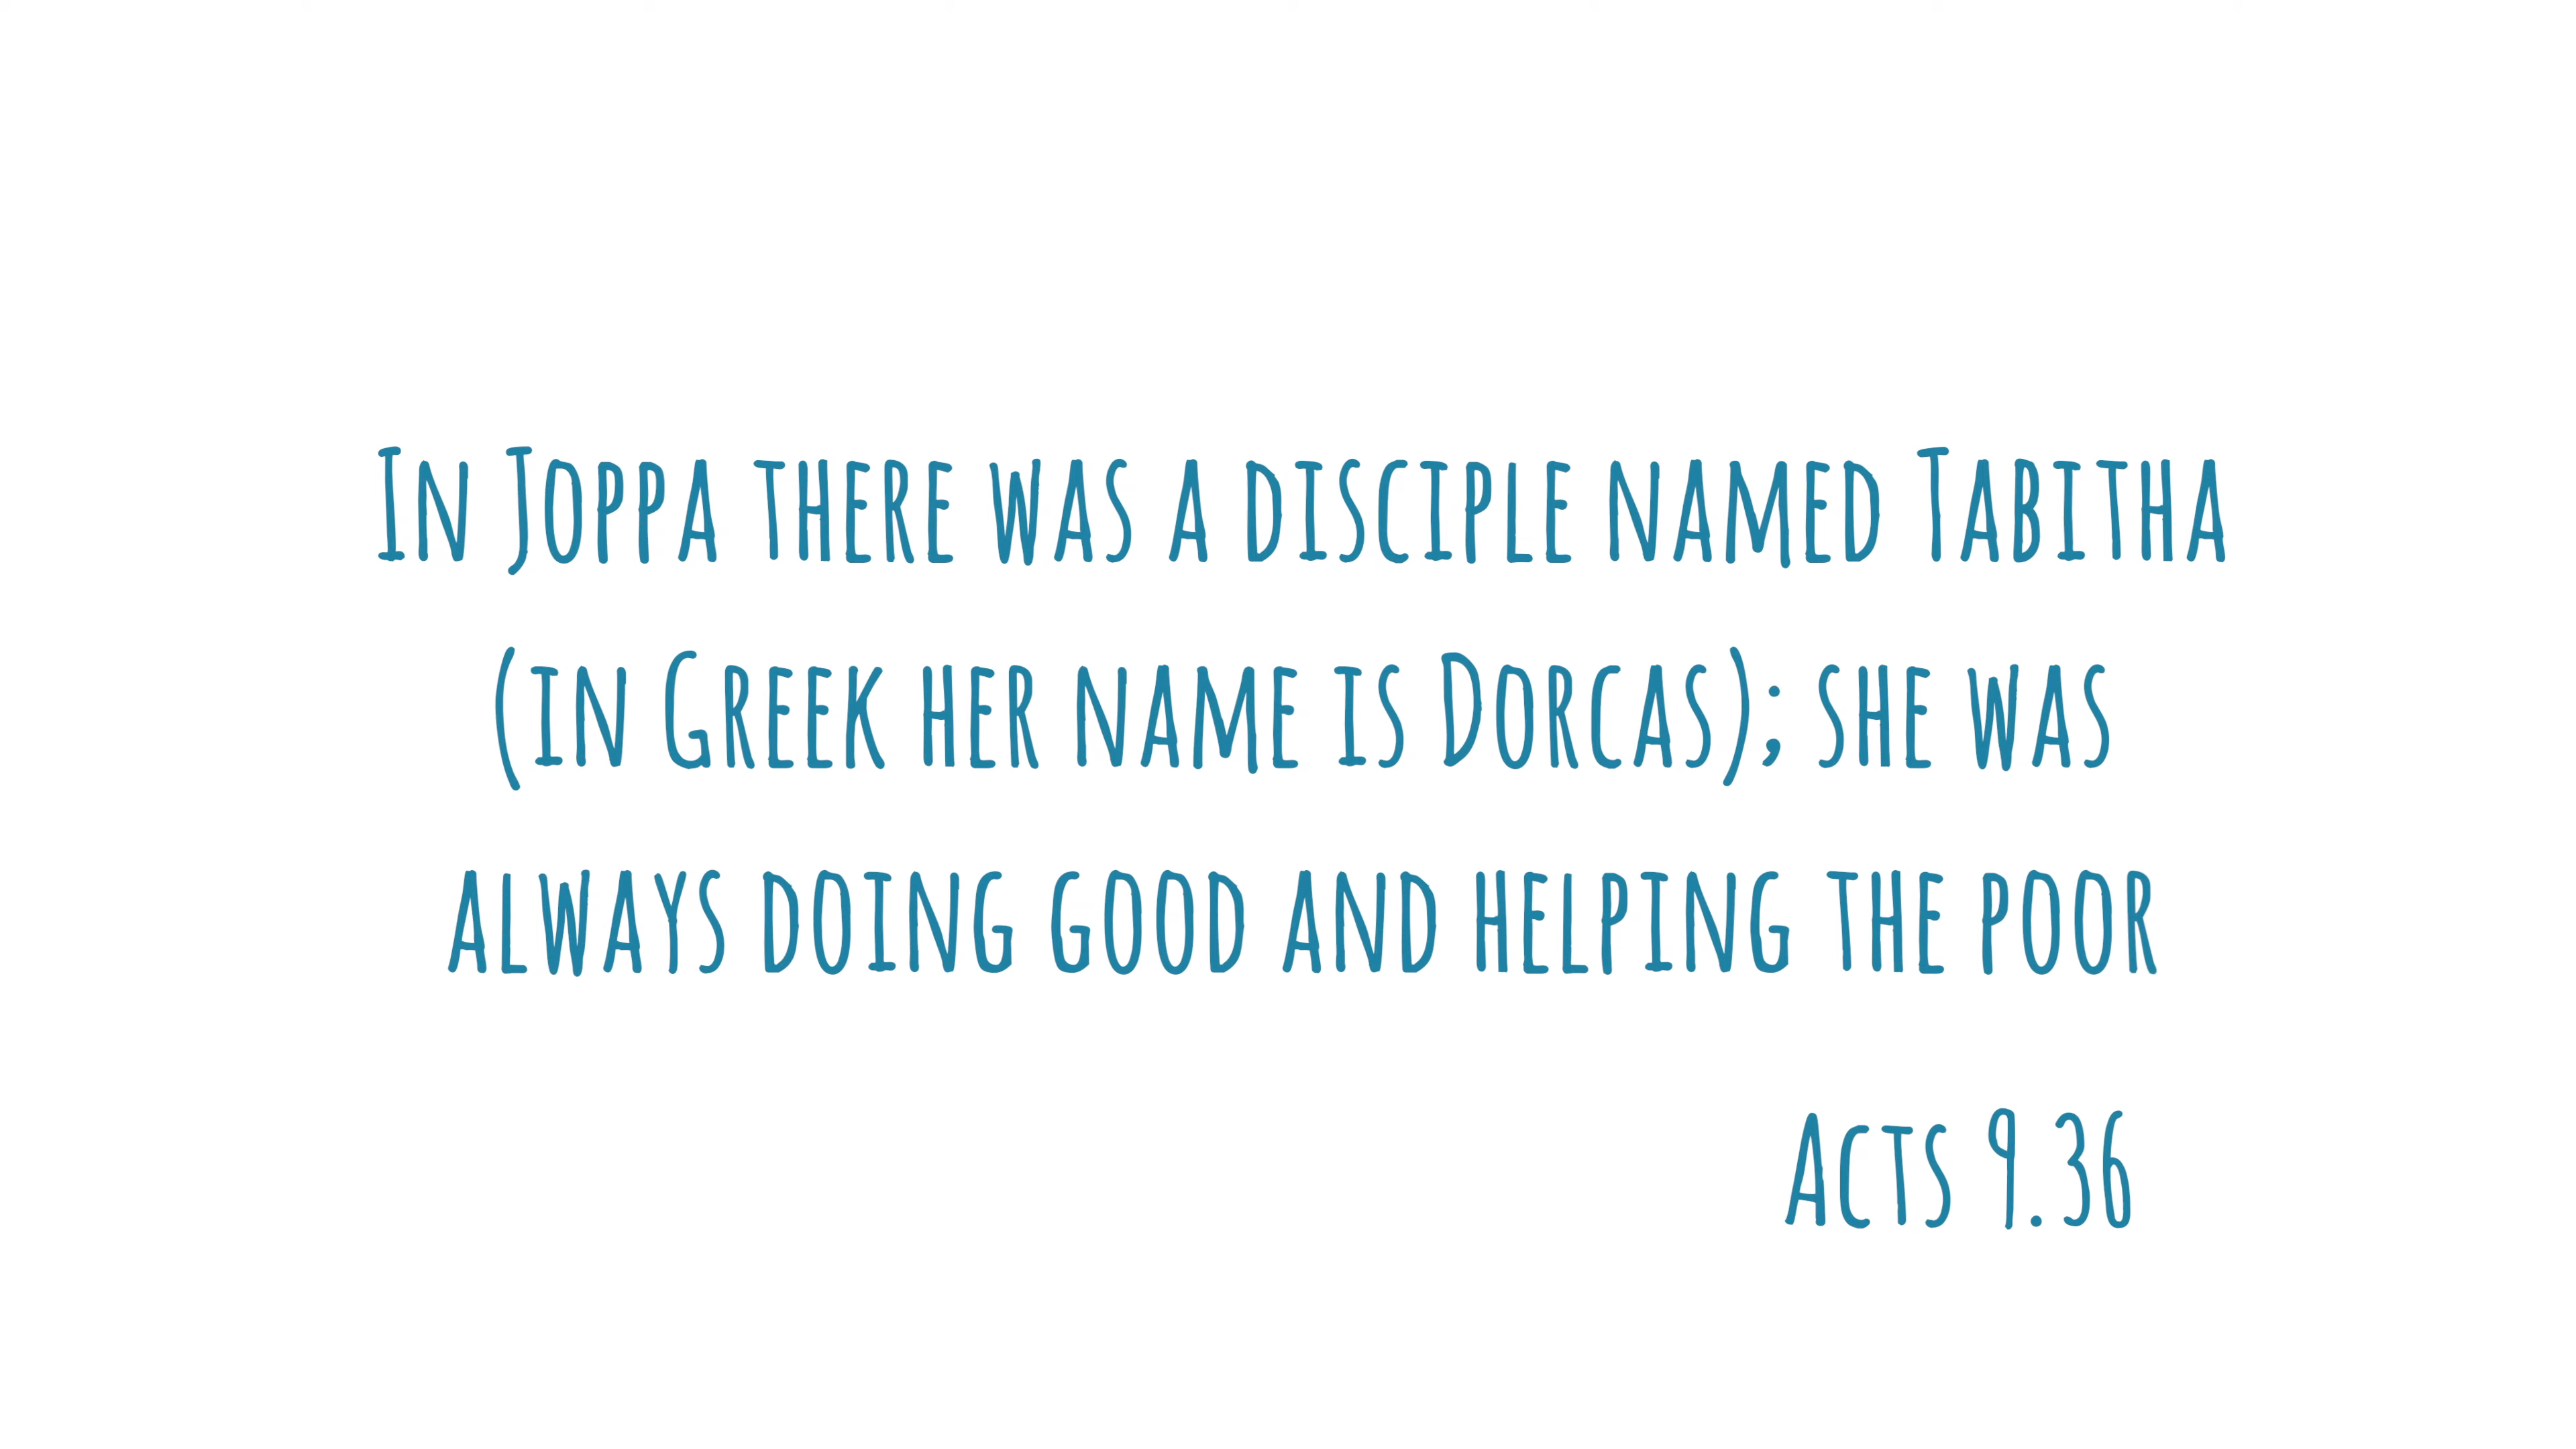 In Joppa there was a disciple named Tabitha
(in Greek her name is Dorcas); she was
always doing good and helping the poor
Acts 9.36